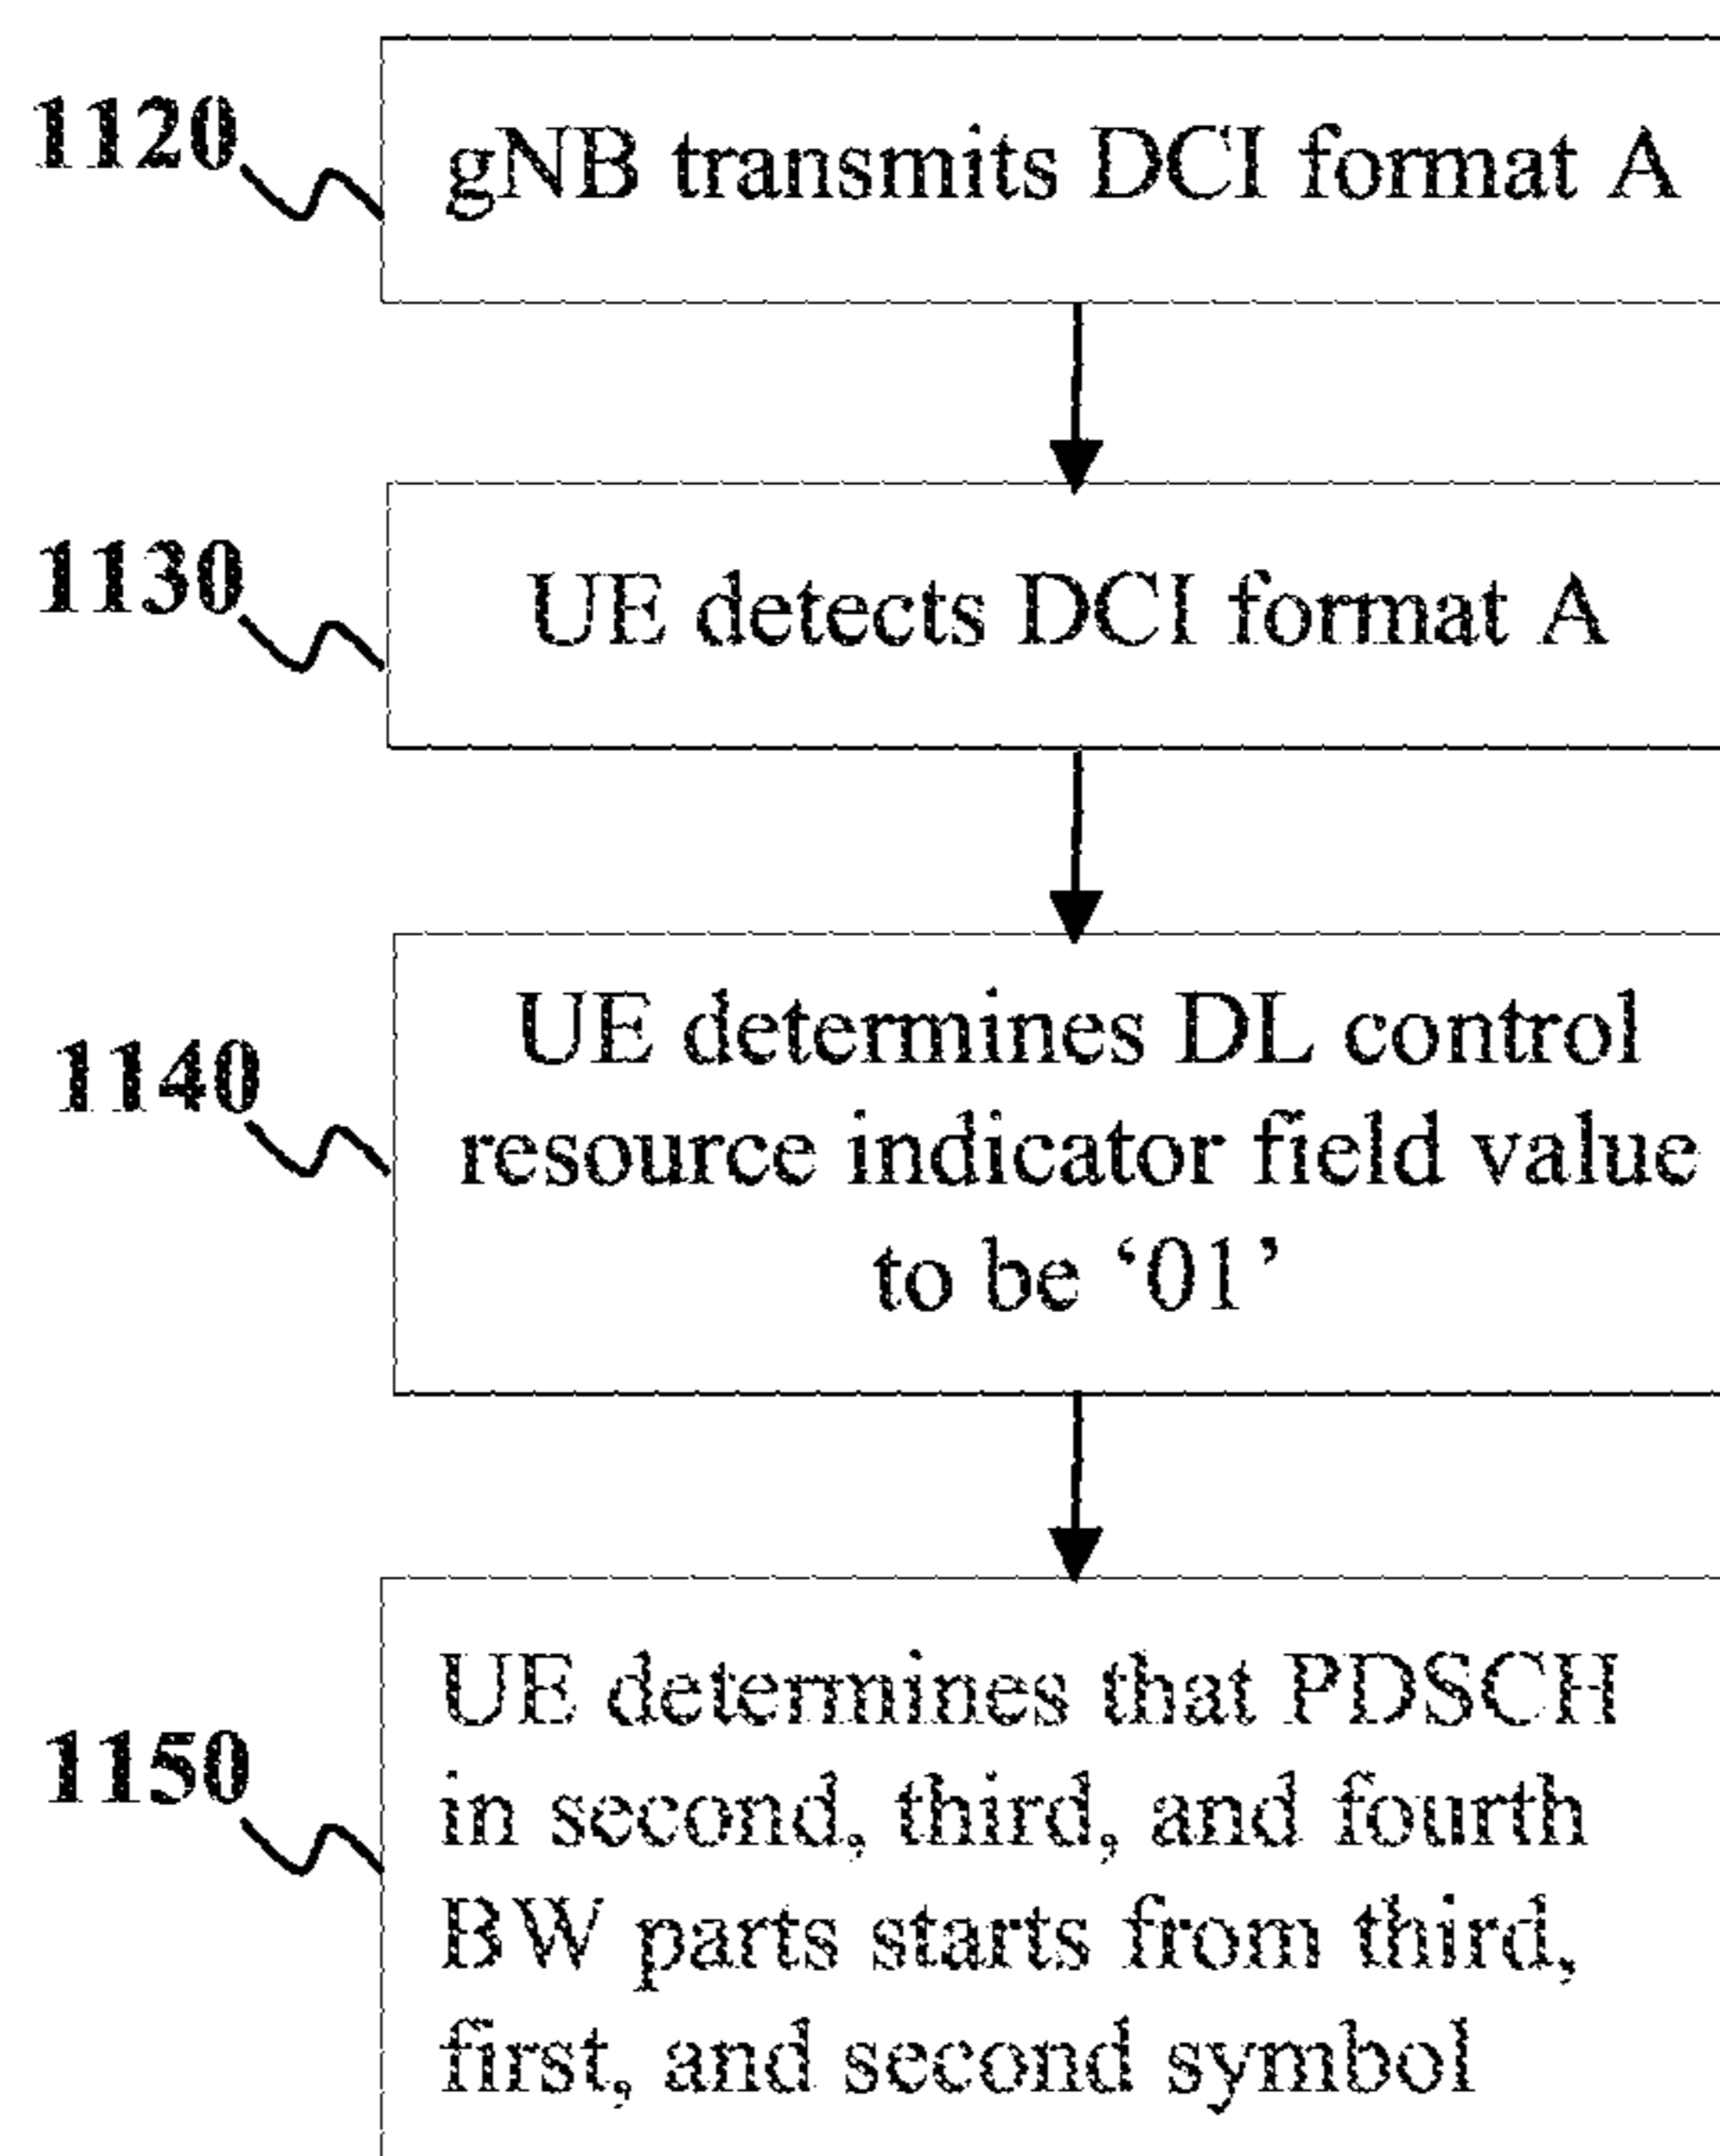 1120
gNB transmits DCI format A
1130
UE detects DCI format A
1140
UE determines DL control
resource indicator field value
to be ‘01’
1150
UE determines that PDSCH
in second, third, and fourth
BW parts starts from third,
first, and second symbol